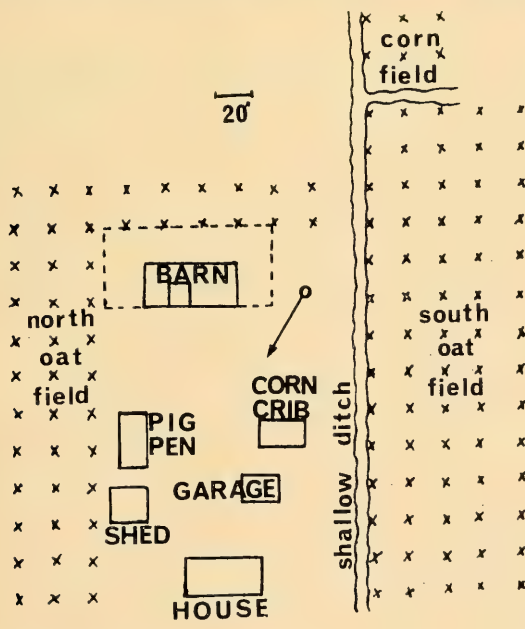 corn
field
20'
BARN
north
oat
field
south
oat
field
CORN
CRIB
PIG
PEN
GARAGE
SHED
shallow ditch
HOUSE